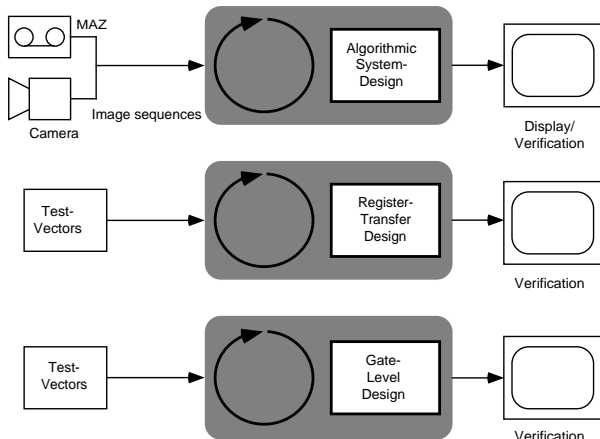 MAZ
Camera
Image sequences
Algorithmic
System-
Design
Display/
Verification
Test-
Vectors
Register-
Transfer
Design
Verification
Test-
Vectors
Gate-
Level
Design
Verification